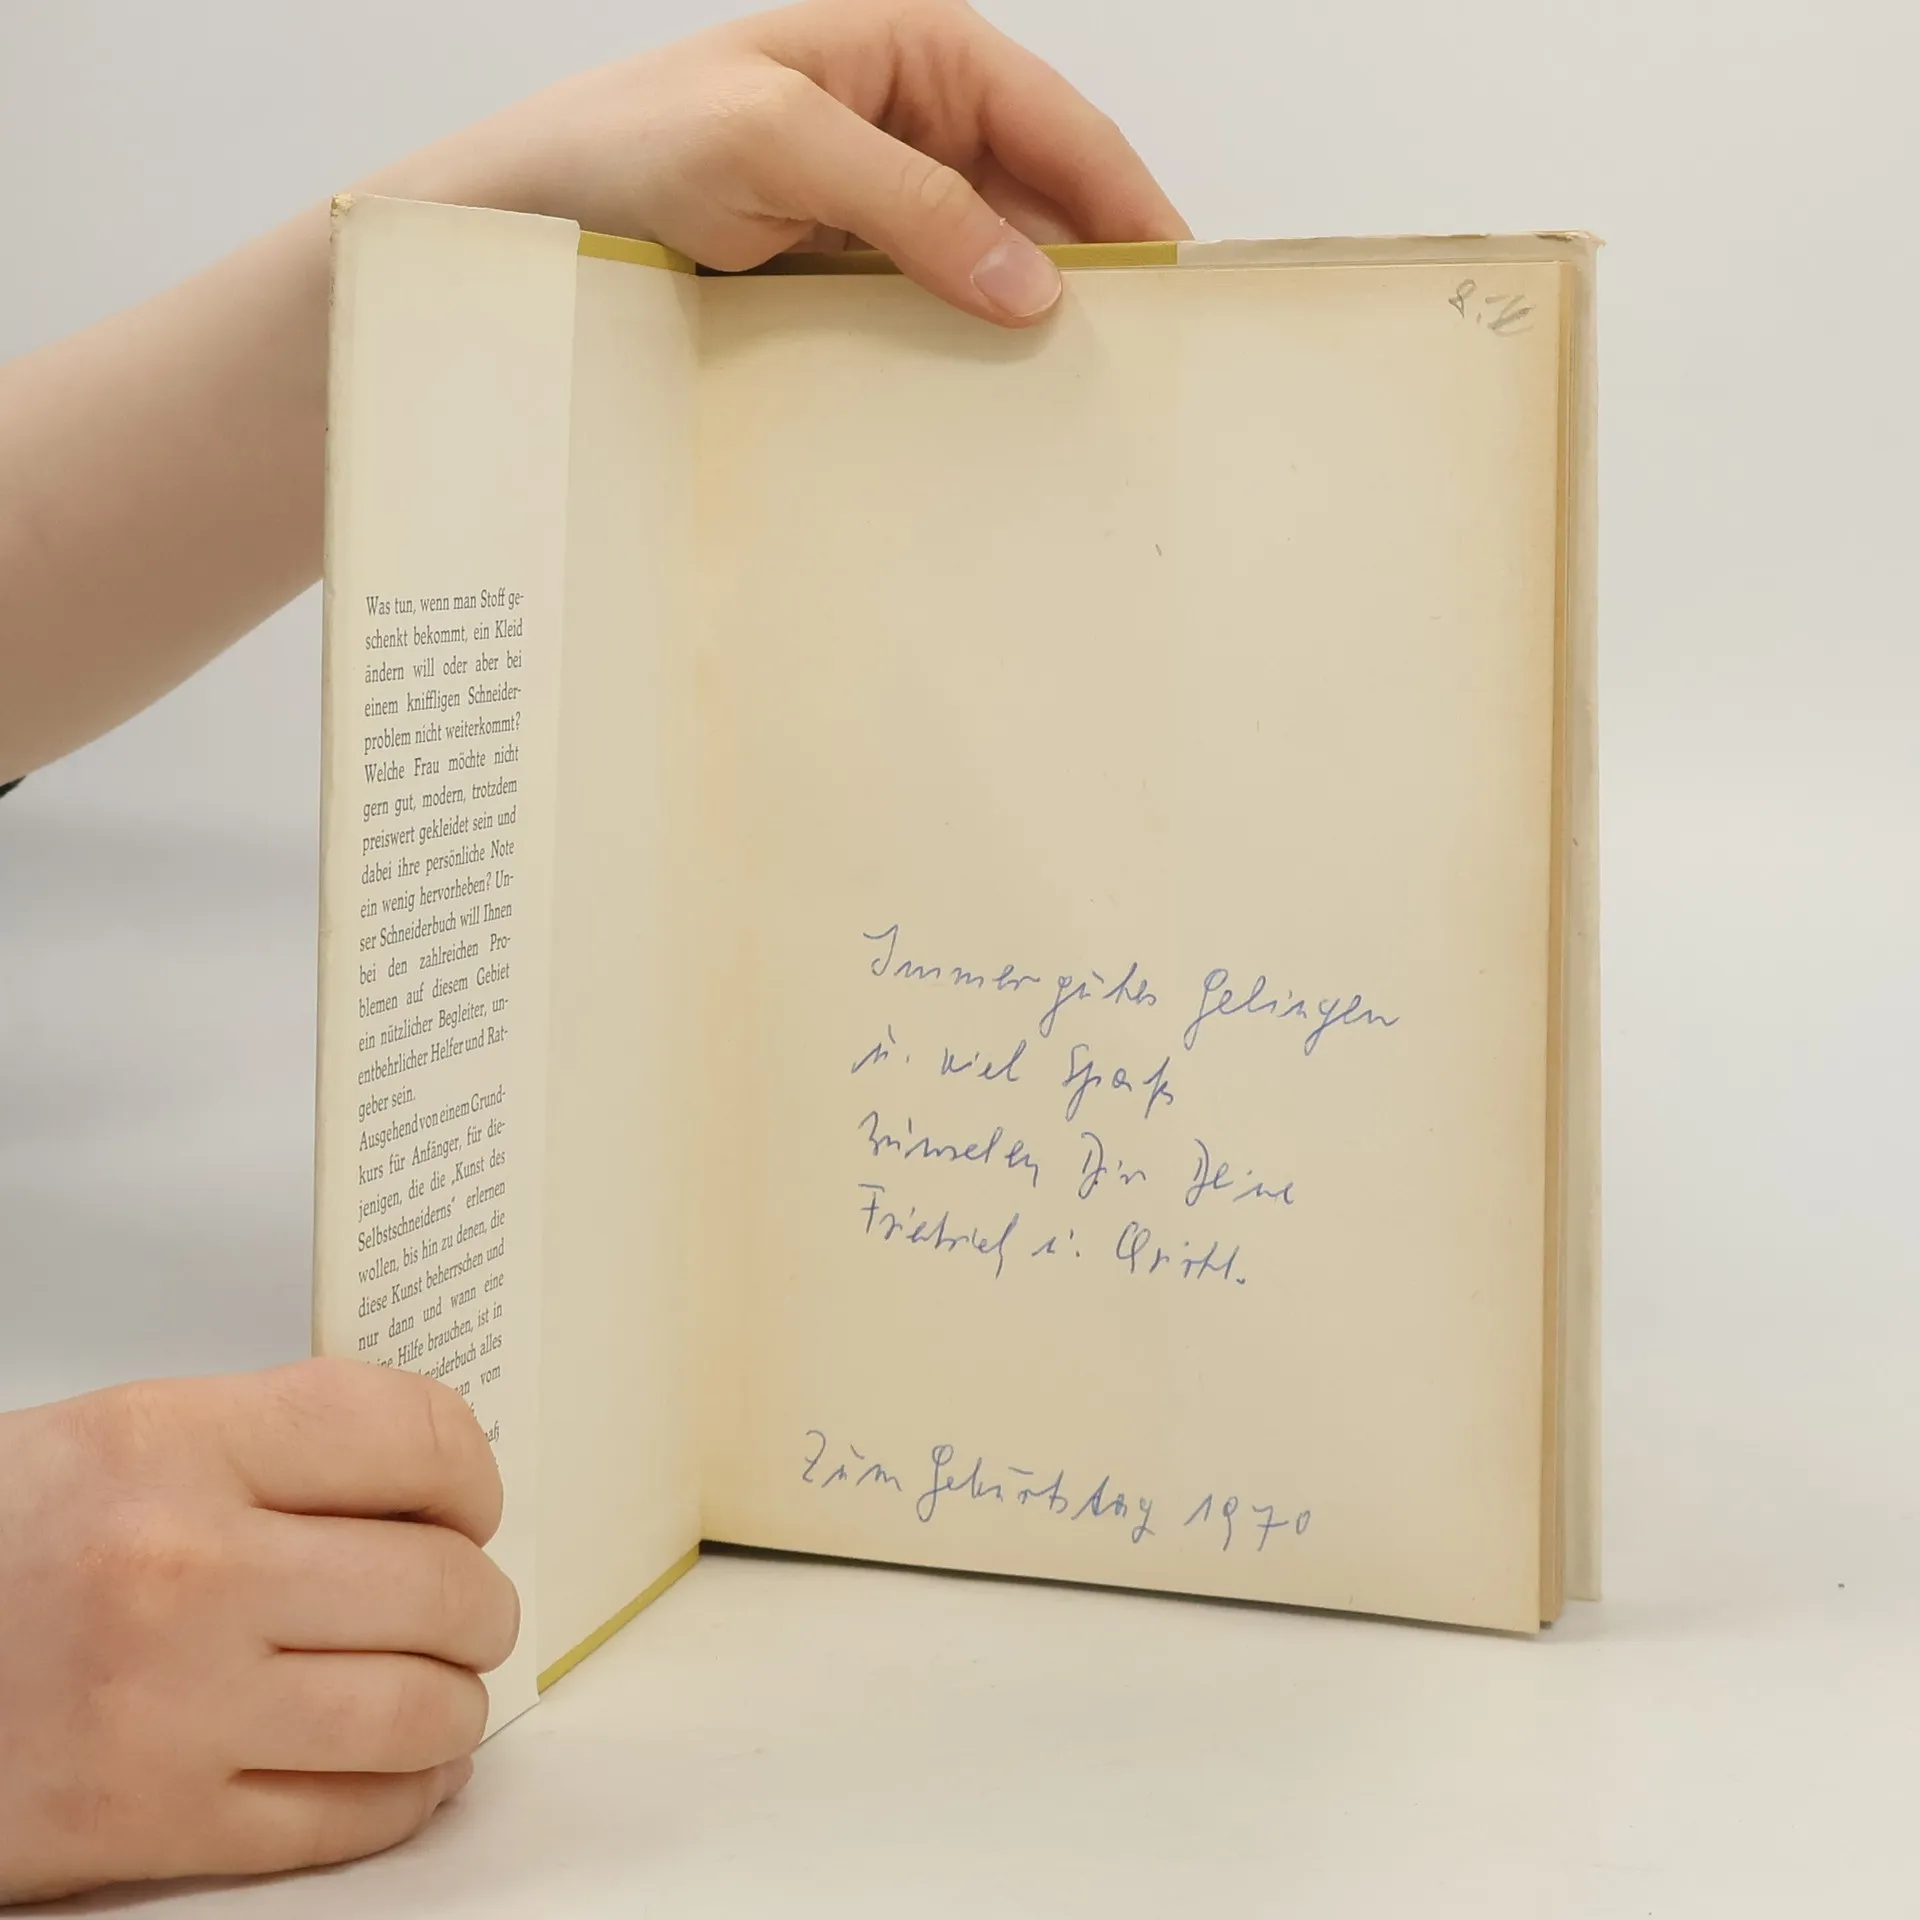 Was tun, wenn man Stoff ge-
schenkt bekommt, ein Kleid
ändern will oder aber bei
einem kniffligen Schneider-
problem nicht weiterkommt?
Welche Frau möchte nicht
gern gut, modern, trotzdem
preiswert gekleidet sein und
dabei ihre persönliche Note
ein wenig hervorheben? Un-
ser Schneiderbuch will Ihnen
bei den zahlreichen Pro-
blemen auf diesem Gebiet
ein nützlicher Begleiter, un-
entbehrlicher Helfer und Rat-
geber sein.
Ausgehend von einem Grund-
kurs für Anfänger, für die-
jenigen, die die „Kunst des
Selbstschneiderns“ erlernen
wollen, bis hin zu denen, die
diese Kunst beherrschen und
nur dann und wann eine
Hilfe brauchen, ist in
alles
vom
8.
Immer gutes Gelingen
u. viel Spaß
wünschen Dir Deine
Friedrich u.
Zum Geburtstag 1970